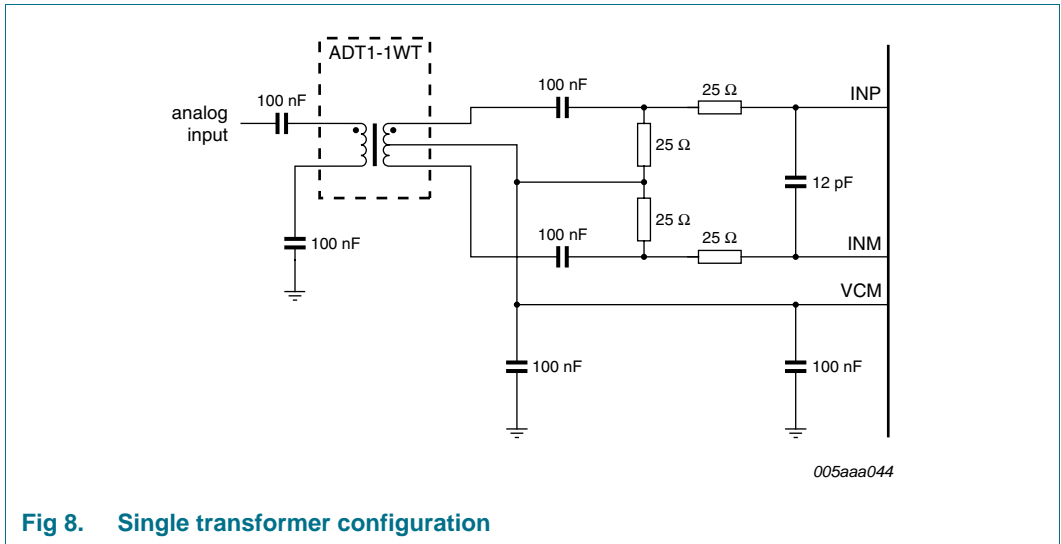 ADT1-1WT
analog
input
100 nF
100 nF
100 nF
25 Ω
INP
25 Ω
12 pF
25 Ω
100 nF
25 Ω
INM
VCM
100 nF
100 nF
005aaa044
Fig 8. Single transformer configuration